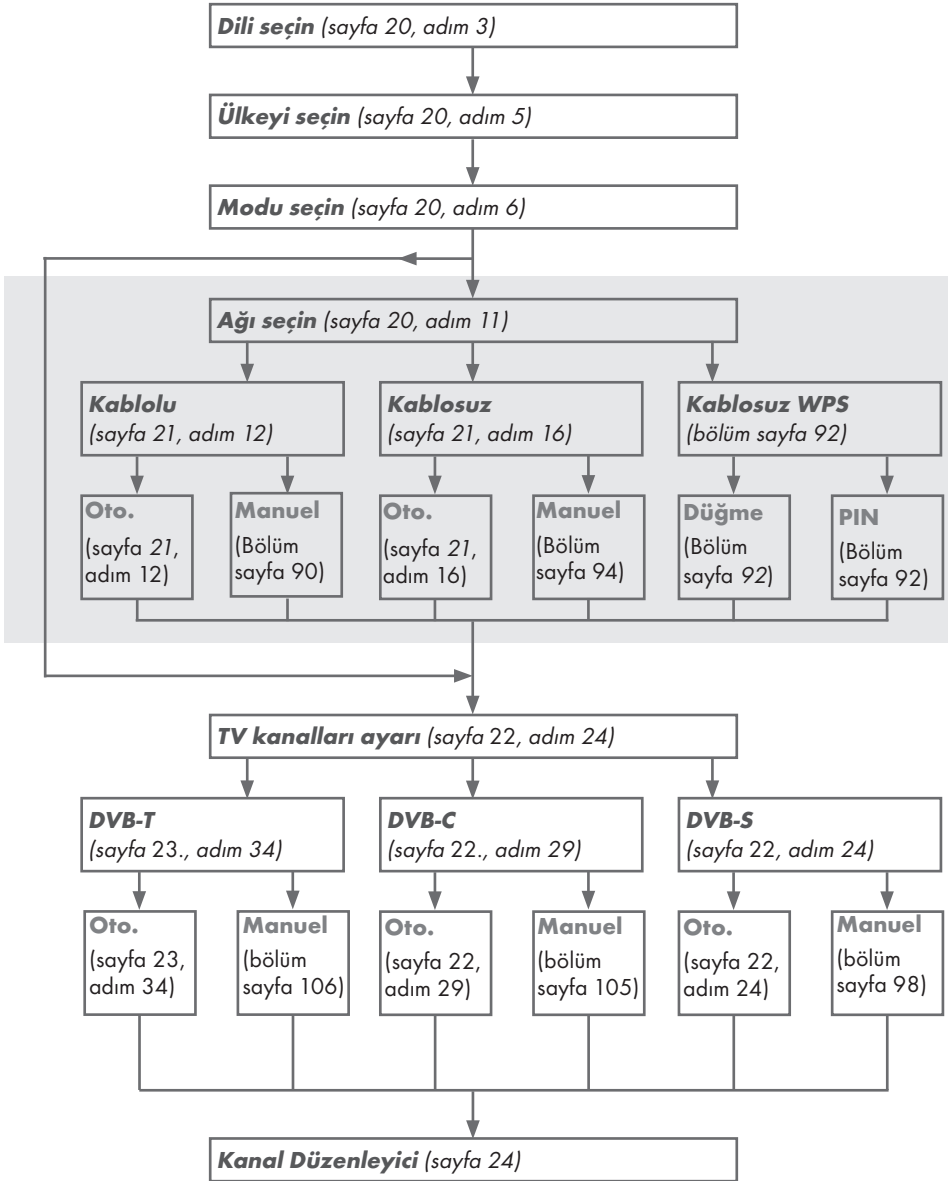 Dili seçin (sayfa 20, adım 3)
Ülkeyi seçin (sayfa 20, adım 5)
Modu seçin (sayfa 20, adım 6)
Ağı seçin (sayfa 20, adım 11)
Kablolu
(sayfa 21, adım 12)
Kablosuz
(sayfa 21, adım 16)
Kablosuz WPS
(bölüm sayfa 92)
Oto.
(sayfa 21,
adım 12)
Manuel
(Bölüm
sayfa 90)
Oto.
(sayfa 21,
adım 16)
Manuel
(Bölüm
sayfa 94)
Düğme
(Bölüm
sayfa 92)
PIN
(Bölüm
sayfa 92)
TV kanalları ayarı (sayfa 22, adım 24)
DVB-T
(sayfa 23., adım 34)
DVB-C
(sayfa 22., adım 29)
DVB-S
(sayfa 22, adım 24)
Oto.
(sayfa 23,
adım 34)
Manuel
(bölüm
sayfa 106)
Oto.
(sayfa 22,
adım 29)
Manuel
(bölüm
sayfa 105)
Oto.
(sayfa 22,
adım 24)
Manuel
(bölüm
sayfa 98)
Kanal Düzenleyici (sayfa 24)